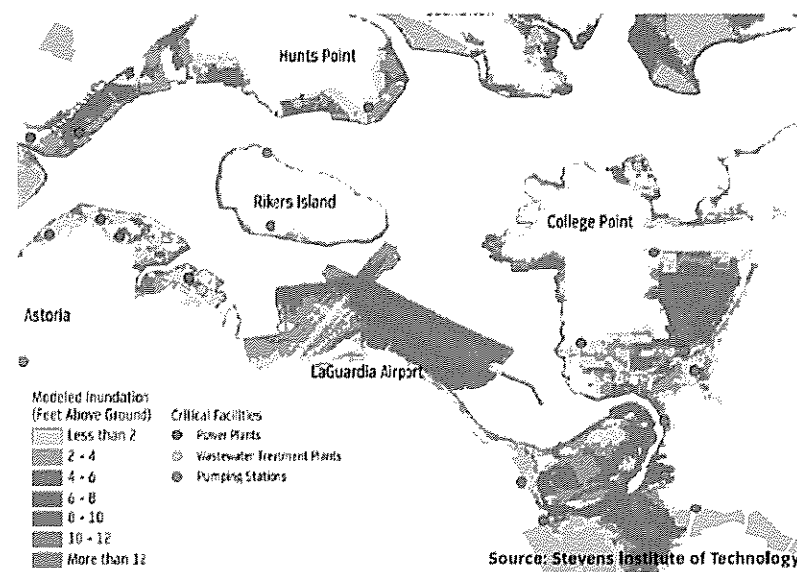 Hunts Point
Rikers Island
College Point
Astoria
LaGuardia Airport
Modeled Inundation
(Feet Above Ground)
Less than 2
2 - 4
4 - 6
6 - 8
8 - 10
10 - 12
More than 12
Critical Facilities
Power Plants
Wastewater Treatment Plants
Pumping Stations
Source: Stevens Institute of Technology